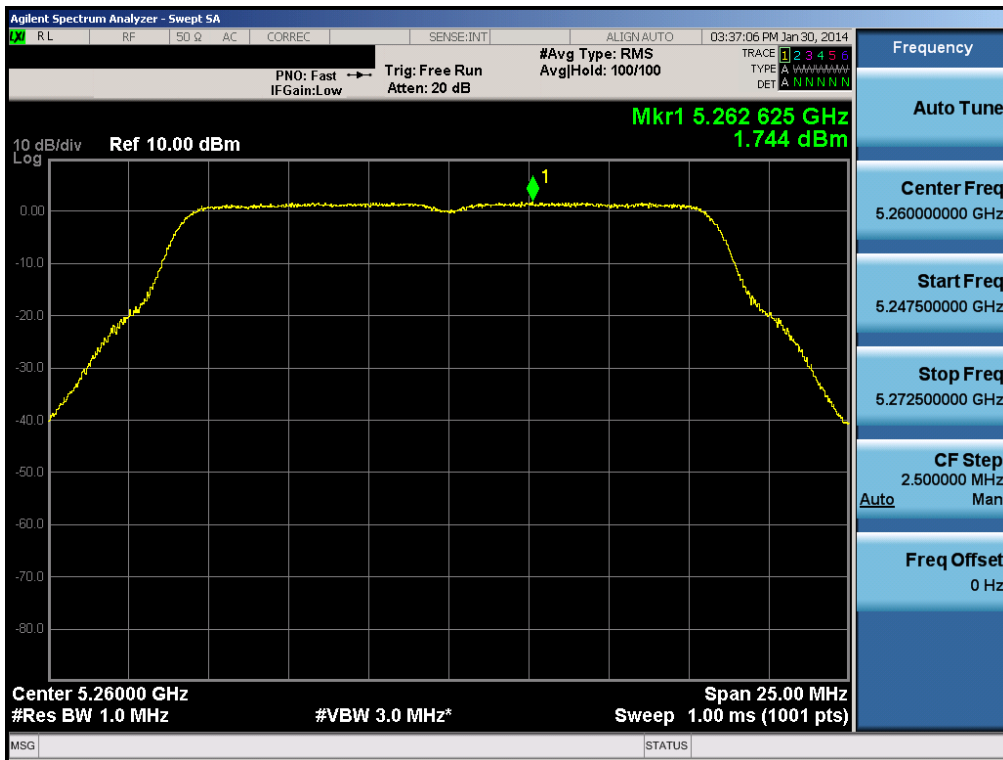 Agilent Spectrum Analyzer - Swept SA
LXI RL RF 50 Ω AC CORREC SENSE:INT ALIGN AUTO 03:37:06 PM Jan 30, 2014
Frequency
PNO: Fast
IFGain:Low
Trig: Free Run
Atten: 20 dB
#Avg Type: RMS
Avg|Hold: 100/100
TRACE 1 2 3 4 5 6
TYPE A WWWWW
DET A N N N N N
Mkr1 5.262 625 GHz
1.744 dBm
10 dB/div Ref 10.00 dBm
Log
1
0.00
-10.0
-20.0
-30.0
-40.0
-50.0
-60.0
-70.0
-80.0
Center 5.26000 GHz Span 25.00 MHz
#Res BW 1.0 MHz #VBW 3.0 MHz* Sweep 1.00 ms (1001 pts)
MSG STATUS
Auto Tune
Center Freq
5.260000000 GHz
Start Freq
5.247500000 GHz
Stop Freq
5.272500000 GHz
CF Step
2.500000 MHz
Auto Man
Freq Offset
0 Hz